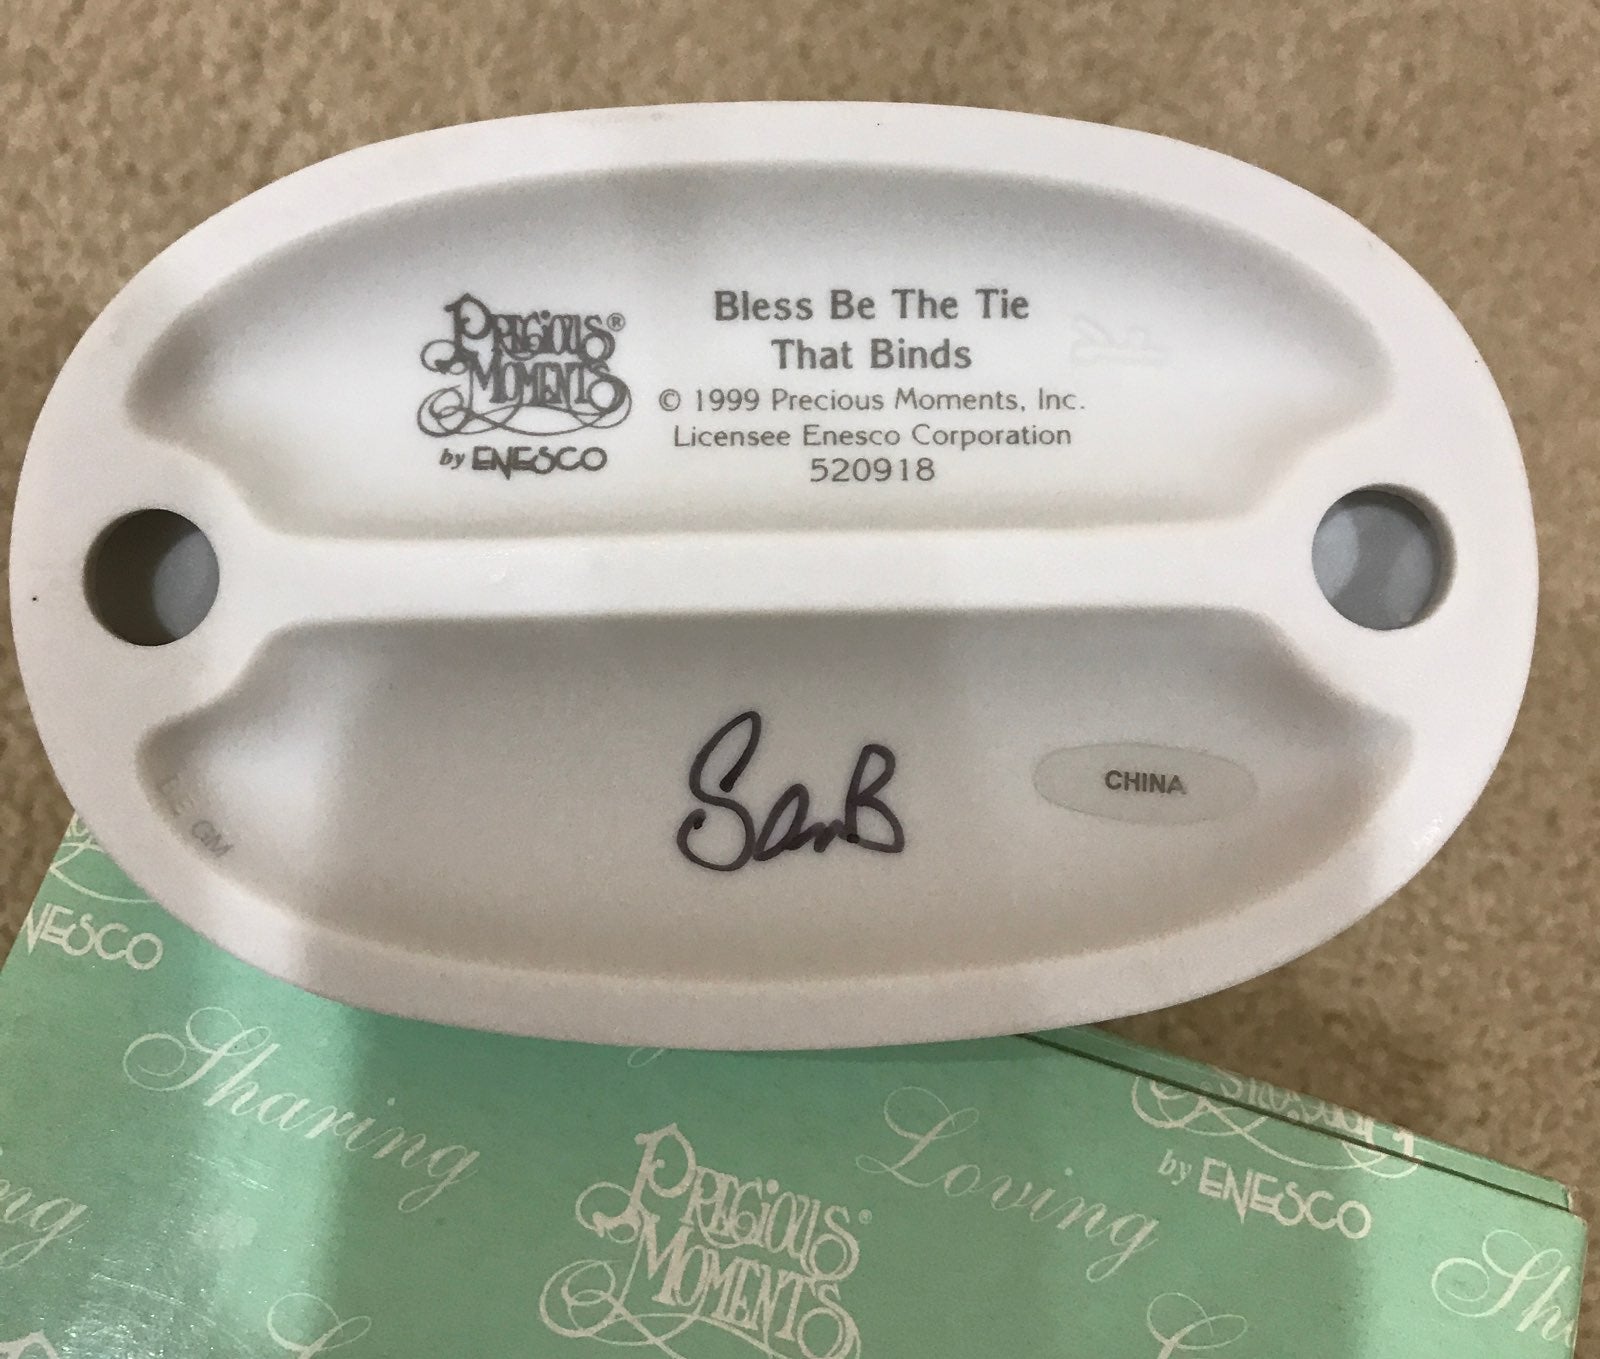 PRECIOUS®
MOMENTS
by ENESCO
Bless Be The Tie
That Binds
© 1999 Precious Moments, Inc.
Licensee Enesco Corporation
520918
SamB
CHINA
ENESCO
Sharing
Loving
by ENESCO
PRECIOUS®
MOMENTS